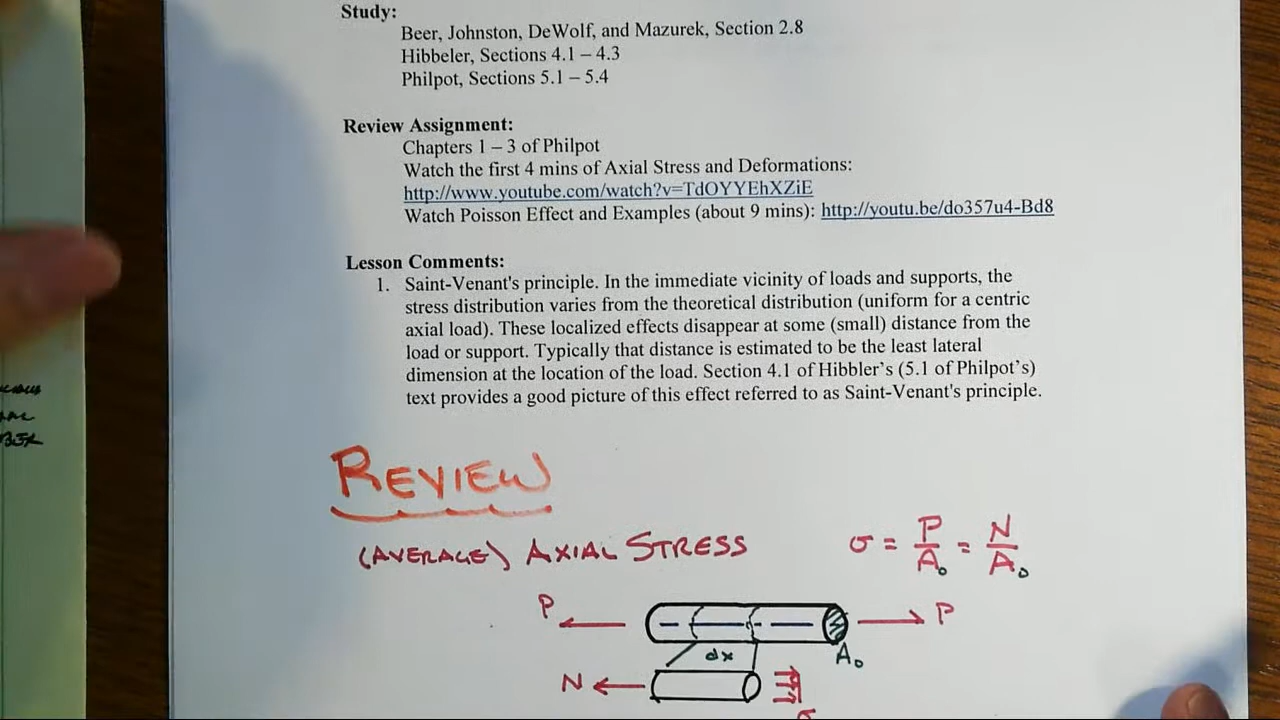 Study:
Beer, Johnston, DeWolf, and Mazurek, Section 2.8
Hibbeler, Sections 4.1 – 4.3
Philpot, Sections 5.1 – 5.4
Review Assignment:
Chapters 1 – 3 of Philpot
Watch the first 4 mins of Axial Stress and Deformations:
http://www.youtube.com/watch?v=TdOYYEhXZiE
Watch Poisson Effect and Examples (about 9 mins): http://youtu.be/do357u4-Bd8
Lesson Comments:
1. Saint-Venant's principle. In the immediate vicinity of loads and supports, the
stress distribution varies from the theoretical distribution (uniform for a centric
axial load). These localized effects disappear at some (small) distance from the
load or support. Typically that distance is estimated to be the least lateral
dimension at the location of the load. Section 4.1 of Hibbler's (5.1 of Philpot's)
text provides a good picture of this effect referred to as Saint-Venant's principle.
REVIEW
(AVERAGE) AXIAL STRESS σ = P/A₀ = N/A₀
P P
dx A₀
N
σ